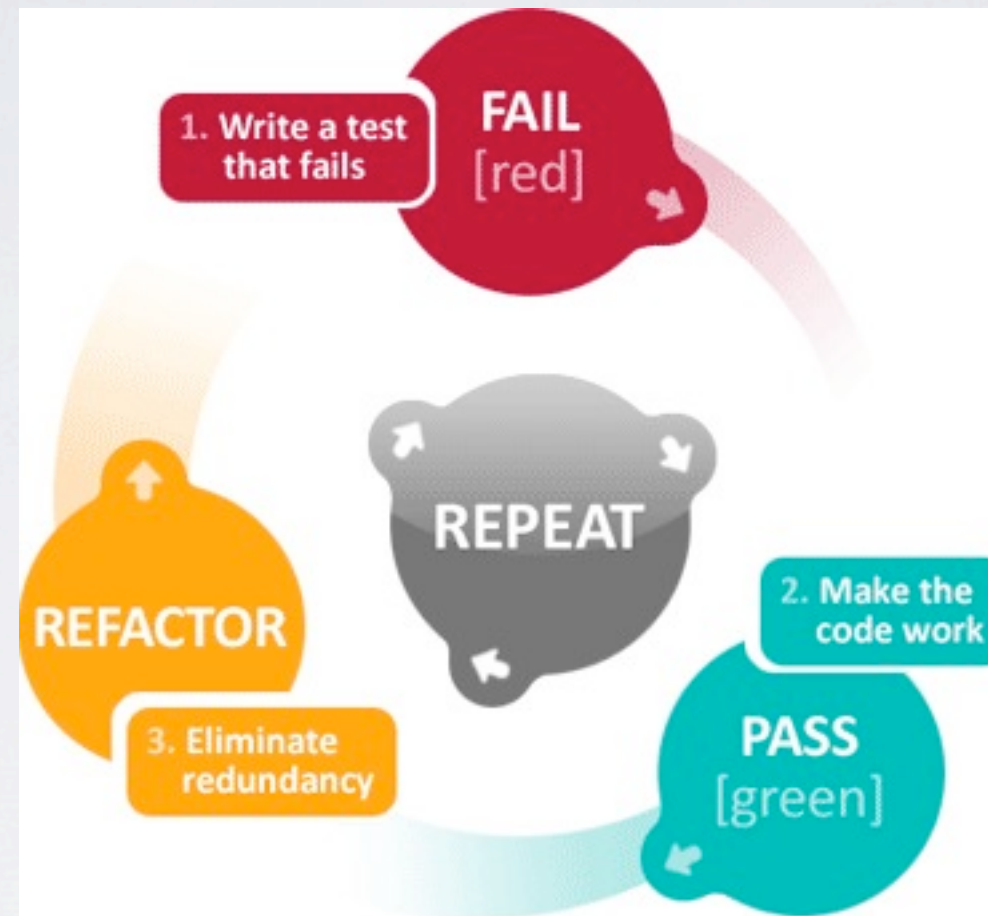 1. Write a test
that fails
FAIL
[red]
REPEAT
2. Make the
code work
PASS
[green]
REFACTOR
3. Eliminate
redundancy